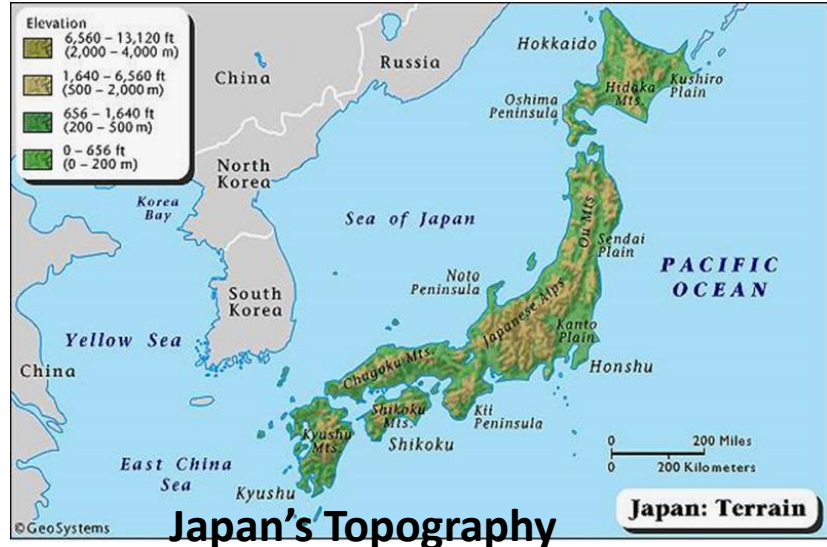 Elevation
6,560 – 13,120 ft
(2,000 – 4,000 m)
1,640 – 6,560 ft
(500 – 2,000 m)
656 – 1,640 ft
(200 – 500 m)
0 – 656 ft
(0 – 200 m)
China
Russia
Hokkaido
Hidaka
Mts.
Kushiro
Plain
Oshima
Peninsula
North
Korea
Korea
Bay
Sea of Japan
Ou Mts.
Sendai
Plain
PACIFIC
OCEAN
Noto
Peninsula
South
Korea
Japanese Alps
Kanto
Plain
Yellow Sea
Honshu
China
Chugoku Mts.
Kii
Peninsula
Shikoku
Mts.
Shikoku
Kyushu
Mts.
0 200 Miles
0 200 Kilometers
East China
Sea
Kyushu
©GeoSystems
Japan's Topography
Japan: Terrain